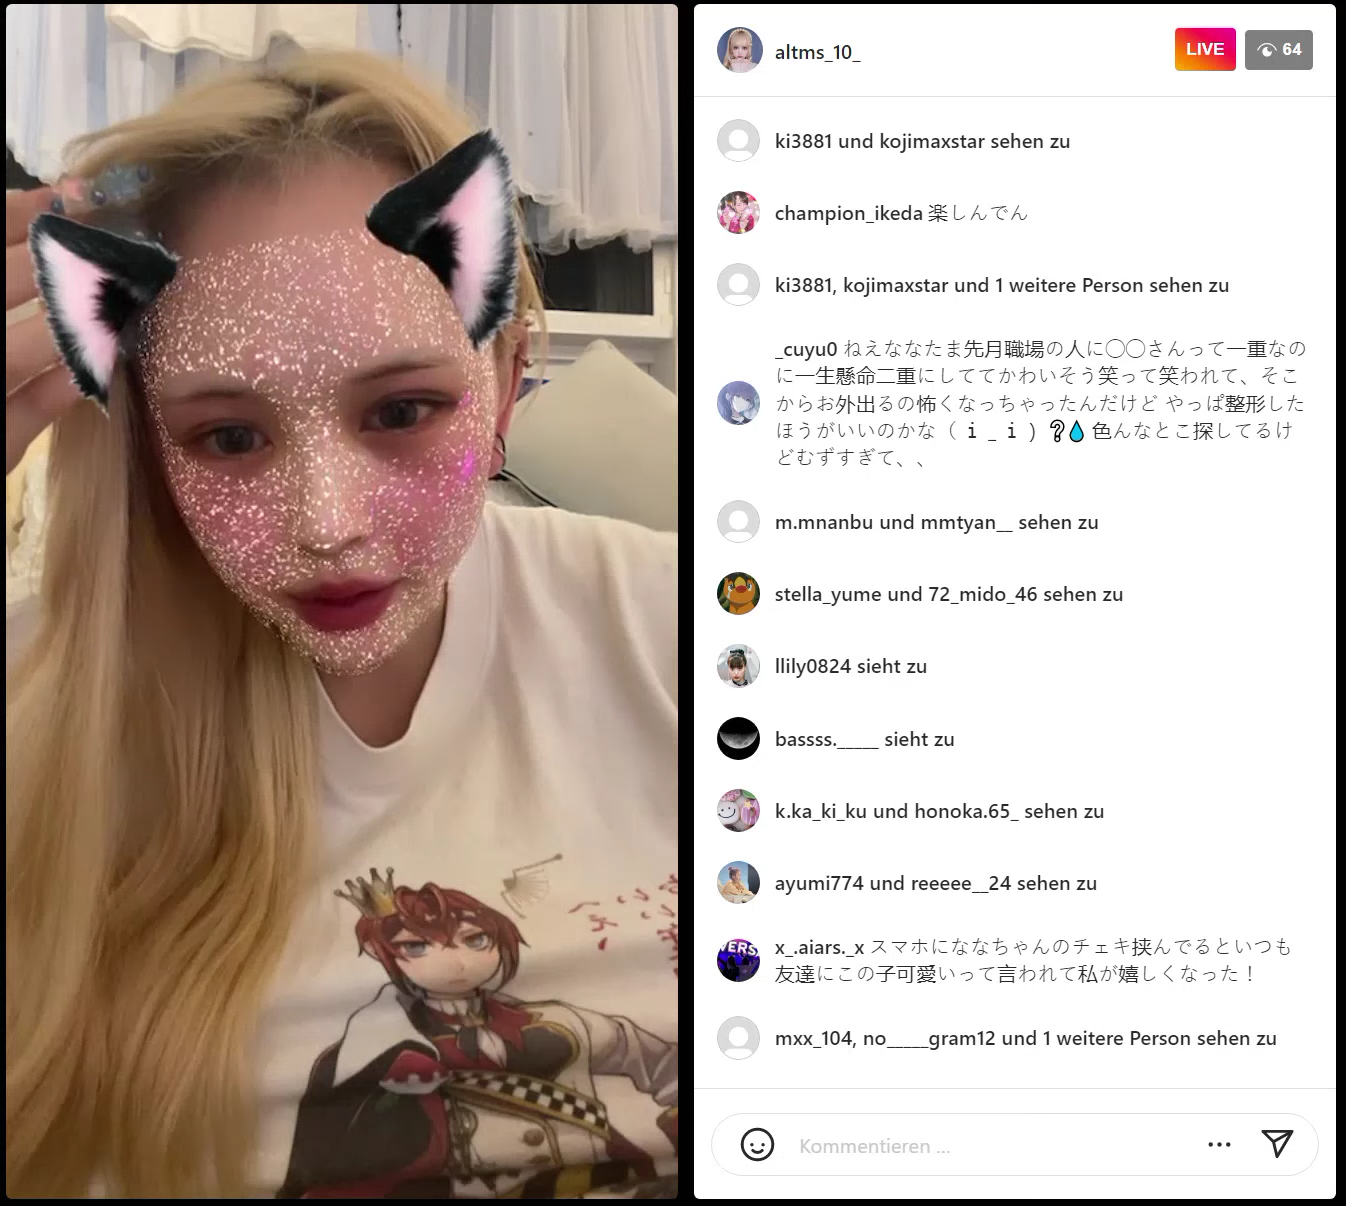 altms_10_
LIVE
64
ki3881 und kojimaxstar sehen zu
champion_ikeda 楽しんでん
ki3881, kojimaxstar und 1 weitere Person sehen zu
_cuyu0 ねえななたま先月職場の人に◯◯さんって一重なの
に一生懸命二重にしててかわいそう笑って笑われて、そこ
からお外出るの怖くなっちゃったんだけど やっぱ整形した
ほうがいいのかな（ i _ i ）❔💧 色んなとこ探してるけ
どむずすぎて、、
m.mnanbu und mmtyan__ sehen zu
stella_yume und 72_mido_46 sehen zu
llily0824 sieht zu
bassss._____ sieht zu
k.ka_ki_ku und honoka.65_ sehen zu
ayumi774 und reeeee__24 sehen zu
x_.aiars._x スマホにななちゃんのチェキ挟んでるといつも
友達にこの子可愛いって言われて私が嬉しくなった！
mxx_104, no_____gram12 und 1 weitere Person sehen zu
Kommentieren ...